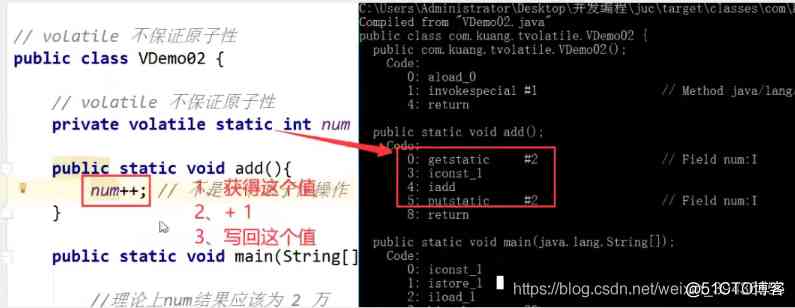 // volatile 不保证原子性
public class VDemo02 {
// volatile 不保证原子性
private volatile static int num
public static void add(){
num++; // 不是 操作
1、获得这个值
2、+ 1
3、写回这个值
}
public static void main(String[]
//理论上num结果应该为 2 万
C:\Users\Administrator\Desktop\开发编程\juc\target\classes\com\
Compiled from "VDemo02.java"
public class com.kuang.tvolatile.VDemo02 {
public com.kuang.tvolatile.VDemo02();
Code:
0: aload_0
1: invokespecial #1 // Method java/lang
4: return
public static void add();
Code:
0: getstatic #2 // Field num:I
3: iconst_1
4: iadd
5: putstatic #2 // Field num:I
8: return
public static void main(java.lang.String[]);
Code:
0: iconst_1
1: istore_1
2: iload_1
https://blog.csdn.net/weixi
@51CTO博客